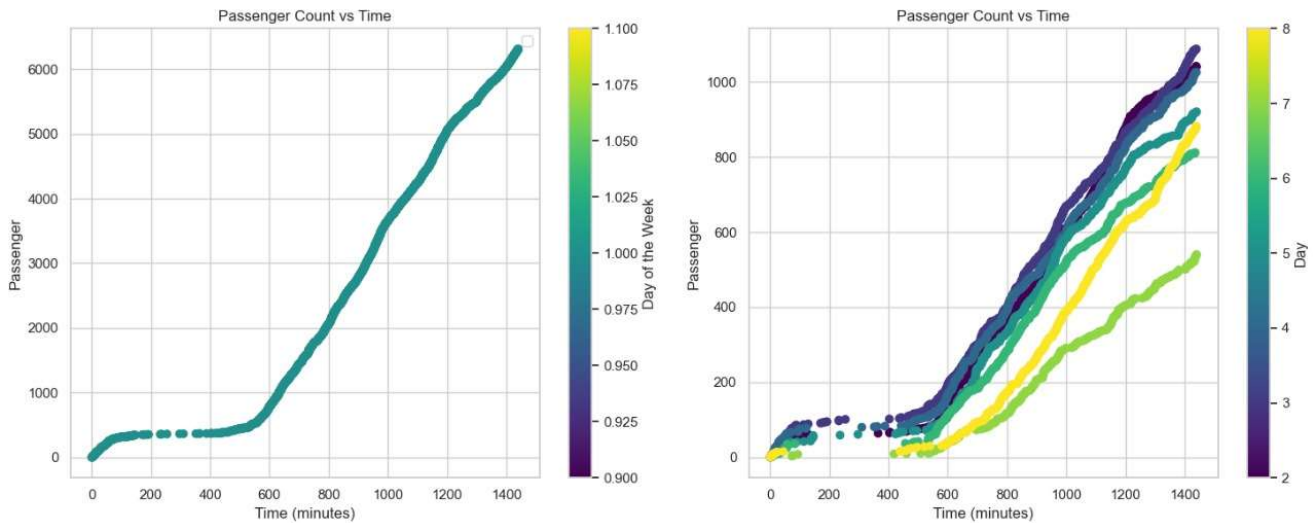 Passenger Count vs Time
6000
5000
4000
3000
2000
1000
0
Passenger
0 200 400 600 800 1000 1200 1400
Time (minutes)
1.100
1.075
1.050
1.025
1.000
0.975
0.950
0.925
0.900
Day of the Week
Passenger Count vs Time
1000
800
600
400
200
0
Passenger
0 200 400 600 800 1000 1200 1400
Time (minutes)
8
7
6
5
4
3
2
Day